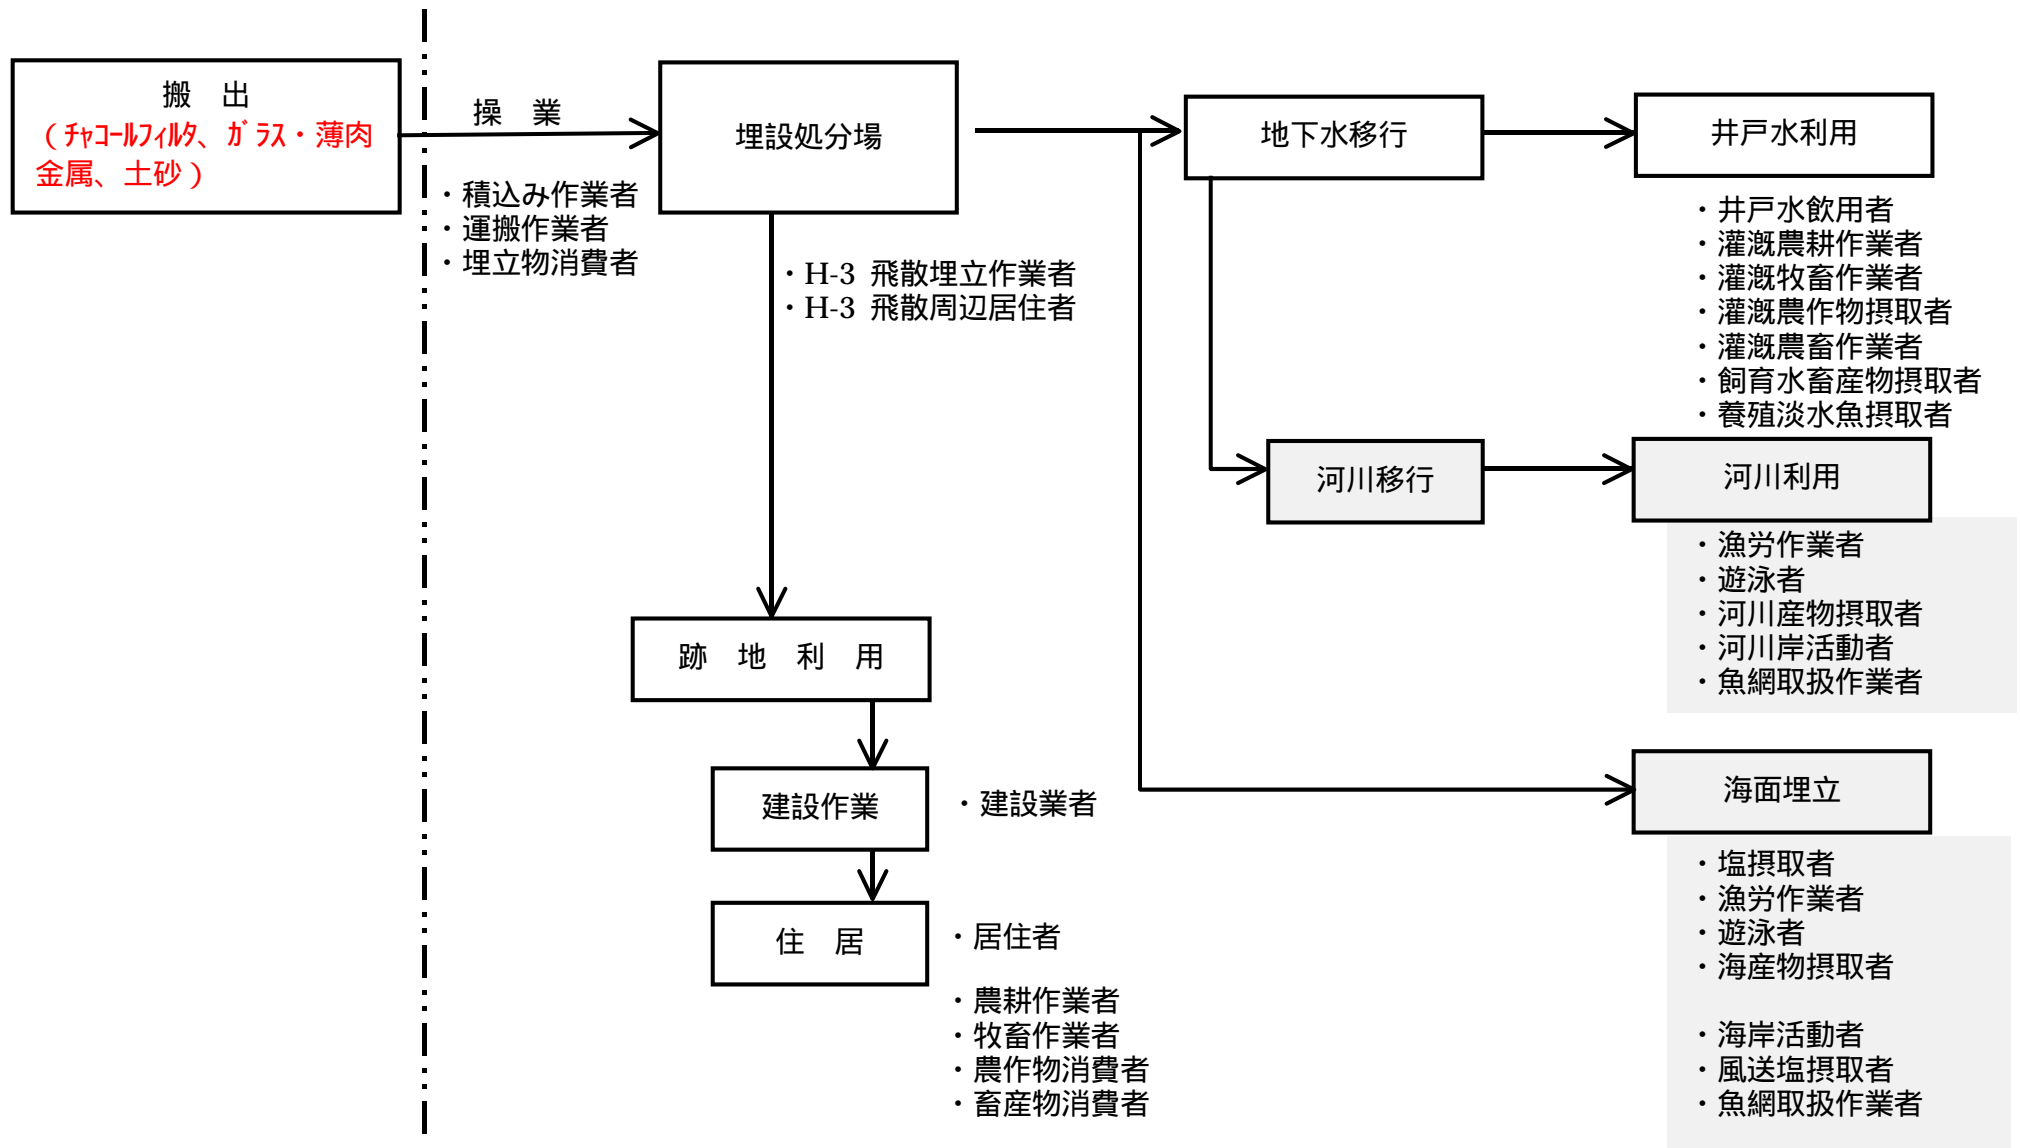 搬　出
（ﾁｬｺｰﾙﾌｨﾙﾀ、ｶﾞﾗｽ・薄肉
金属、土砂）
操　業
・積込み作業者
・運搬作業者
・埋立物消費者
埋設処分場
・H-3 飛散埋立作業者
・H-3 飛散周辺居住者
跡　地　利　用
建設作業
・建設業者
住　居
・居住者
・農耕作業者
・牧畜作業者
・農作物消費者
・畜産物消費者
地下水移行
井戸水利用
・井戸水飲用者
・灌漑農耕作業者
・灌漑牧畜作業者
・灌漑農作物摂取者
・灌漑農畜作業者
・飼育水畜産物摂取者
・養殖淡水魚摂取者
河川移行
河川利用
・漁労作業者
・遊泳者
・河川産物摂取者
・河川岸活動者
・魚網取扱作業者
海面埋立
・塩摂取者
・漁労作業者
・遊泳者
・海産物摂取者
・海岸活動者
・風送塩摂取者
・魚網取扱作業者